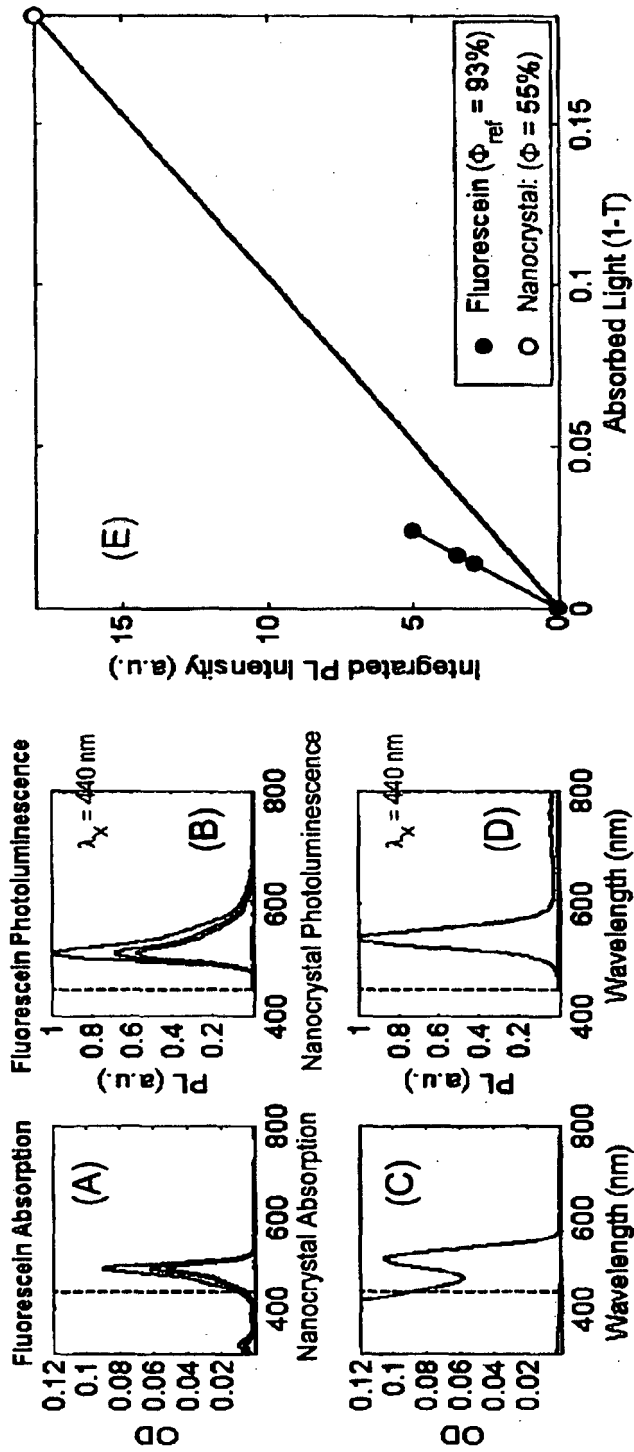 Fluorescein Absorption
OD
0.12
0.1
0.08
0.06
0.04
0.02
(A)
400
600
800
Fluorescein Photoluminescence
PL (a.u.)
1
0.8
0.6
0.4
0.2
λx = 440 nm
(B)
400
600
800
Nanocrystal Absorption
OD
0.12
0.1
0.08
0.06
0.04
0.02
(C)
400
600
800
Wavelength (nm)
Nanocrystal Photoluminescence
PL (a.u.)
1
0.8
0.6
0.4
0.2
λx = 440 nm
(D)
400
600
800
Wavelength (nm)
(E)
Integrated PL Intensity (a.u.)
15
10
5
0
0
0.05
0.1
0.15
Absorbed Light (1-T)
Fluorescein (Φref = 93%)
Nanocrystal: (Φ = 55%)